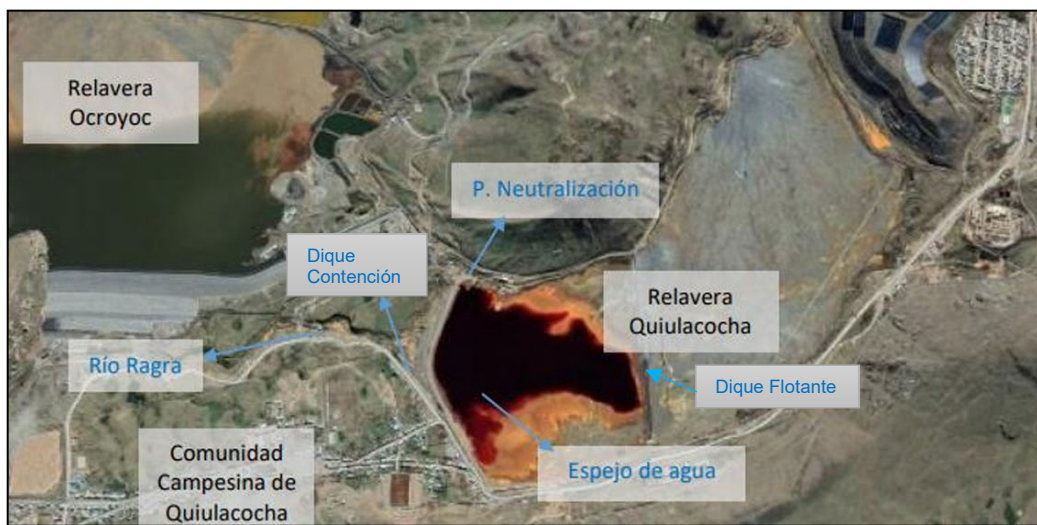 Relavera
Ocroyoc
P. Neutralización
Dique
Contención
Relavera
Quiulacocha
Río Ragra
Dique Flotante
Comunidad
Campesina de
Quiulacocha
Espejo de agua